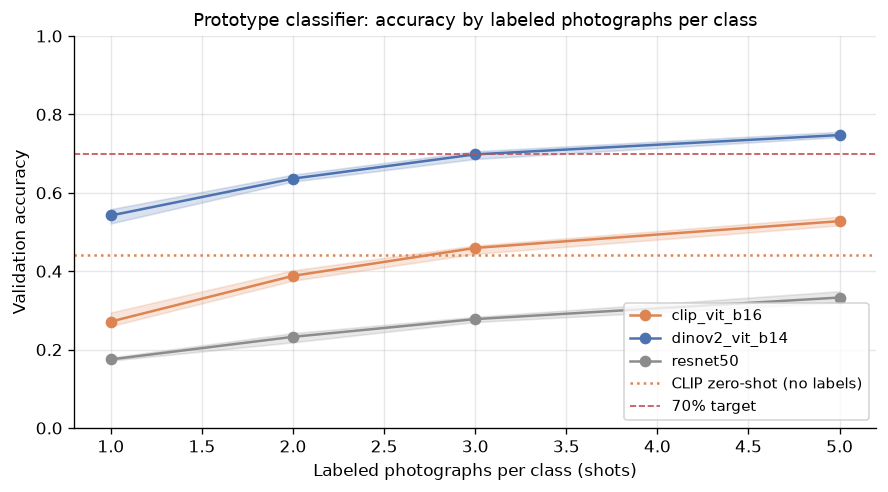 Prototype classifier: accuracy by labeled photographs per class
Validation accuracy
1.0
0.8
0.6
0.4
0.2
0.0
1.0 1.5 2.0 2.5 3.0 3.5 4.0 4.5 5.0
Labeled photographs per class (shots)
clip_vit_b16
dinov2_vit_b14
resnet50
CLIP zero-shot (no labels)
70% target